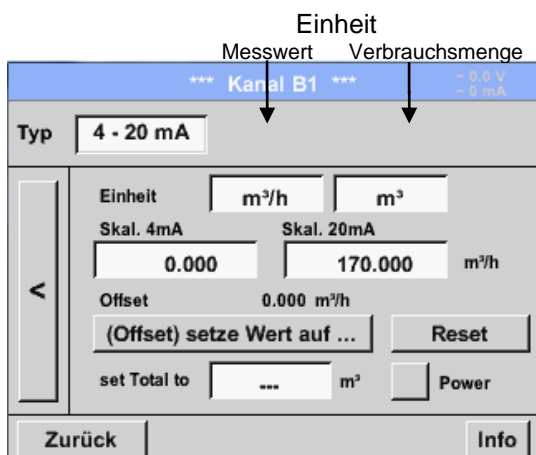 Einheit
Messwert Verbrauchsmenge
*** Kanal B1 *** ~ 0.0 V
~ 0 mA
Typ 4 - 20 mA
Einheit m³/h m³
Skal. 4mA Skal. 20mA
0.000 170.000 m³/h
<
Offset 0.000 m³/h
(Offset) setze Wert auf ... Reset
set Total to --- m³ Power
Zurück Info